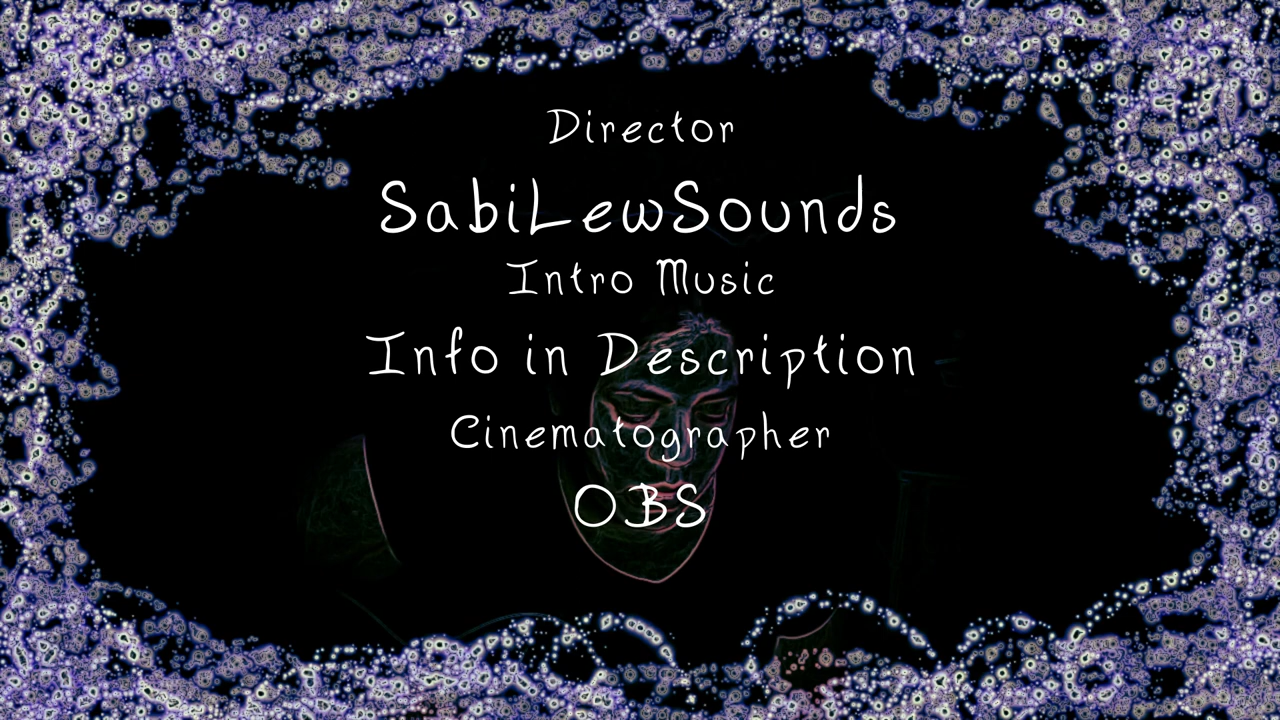 Director
SabiLewSounds
Intro Music
Info in Description
Cinematographer
OBS